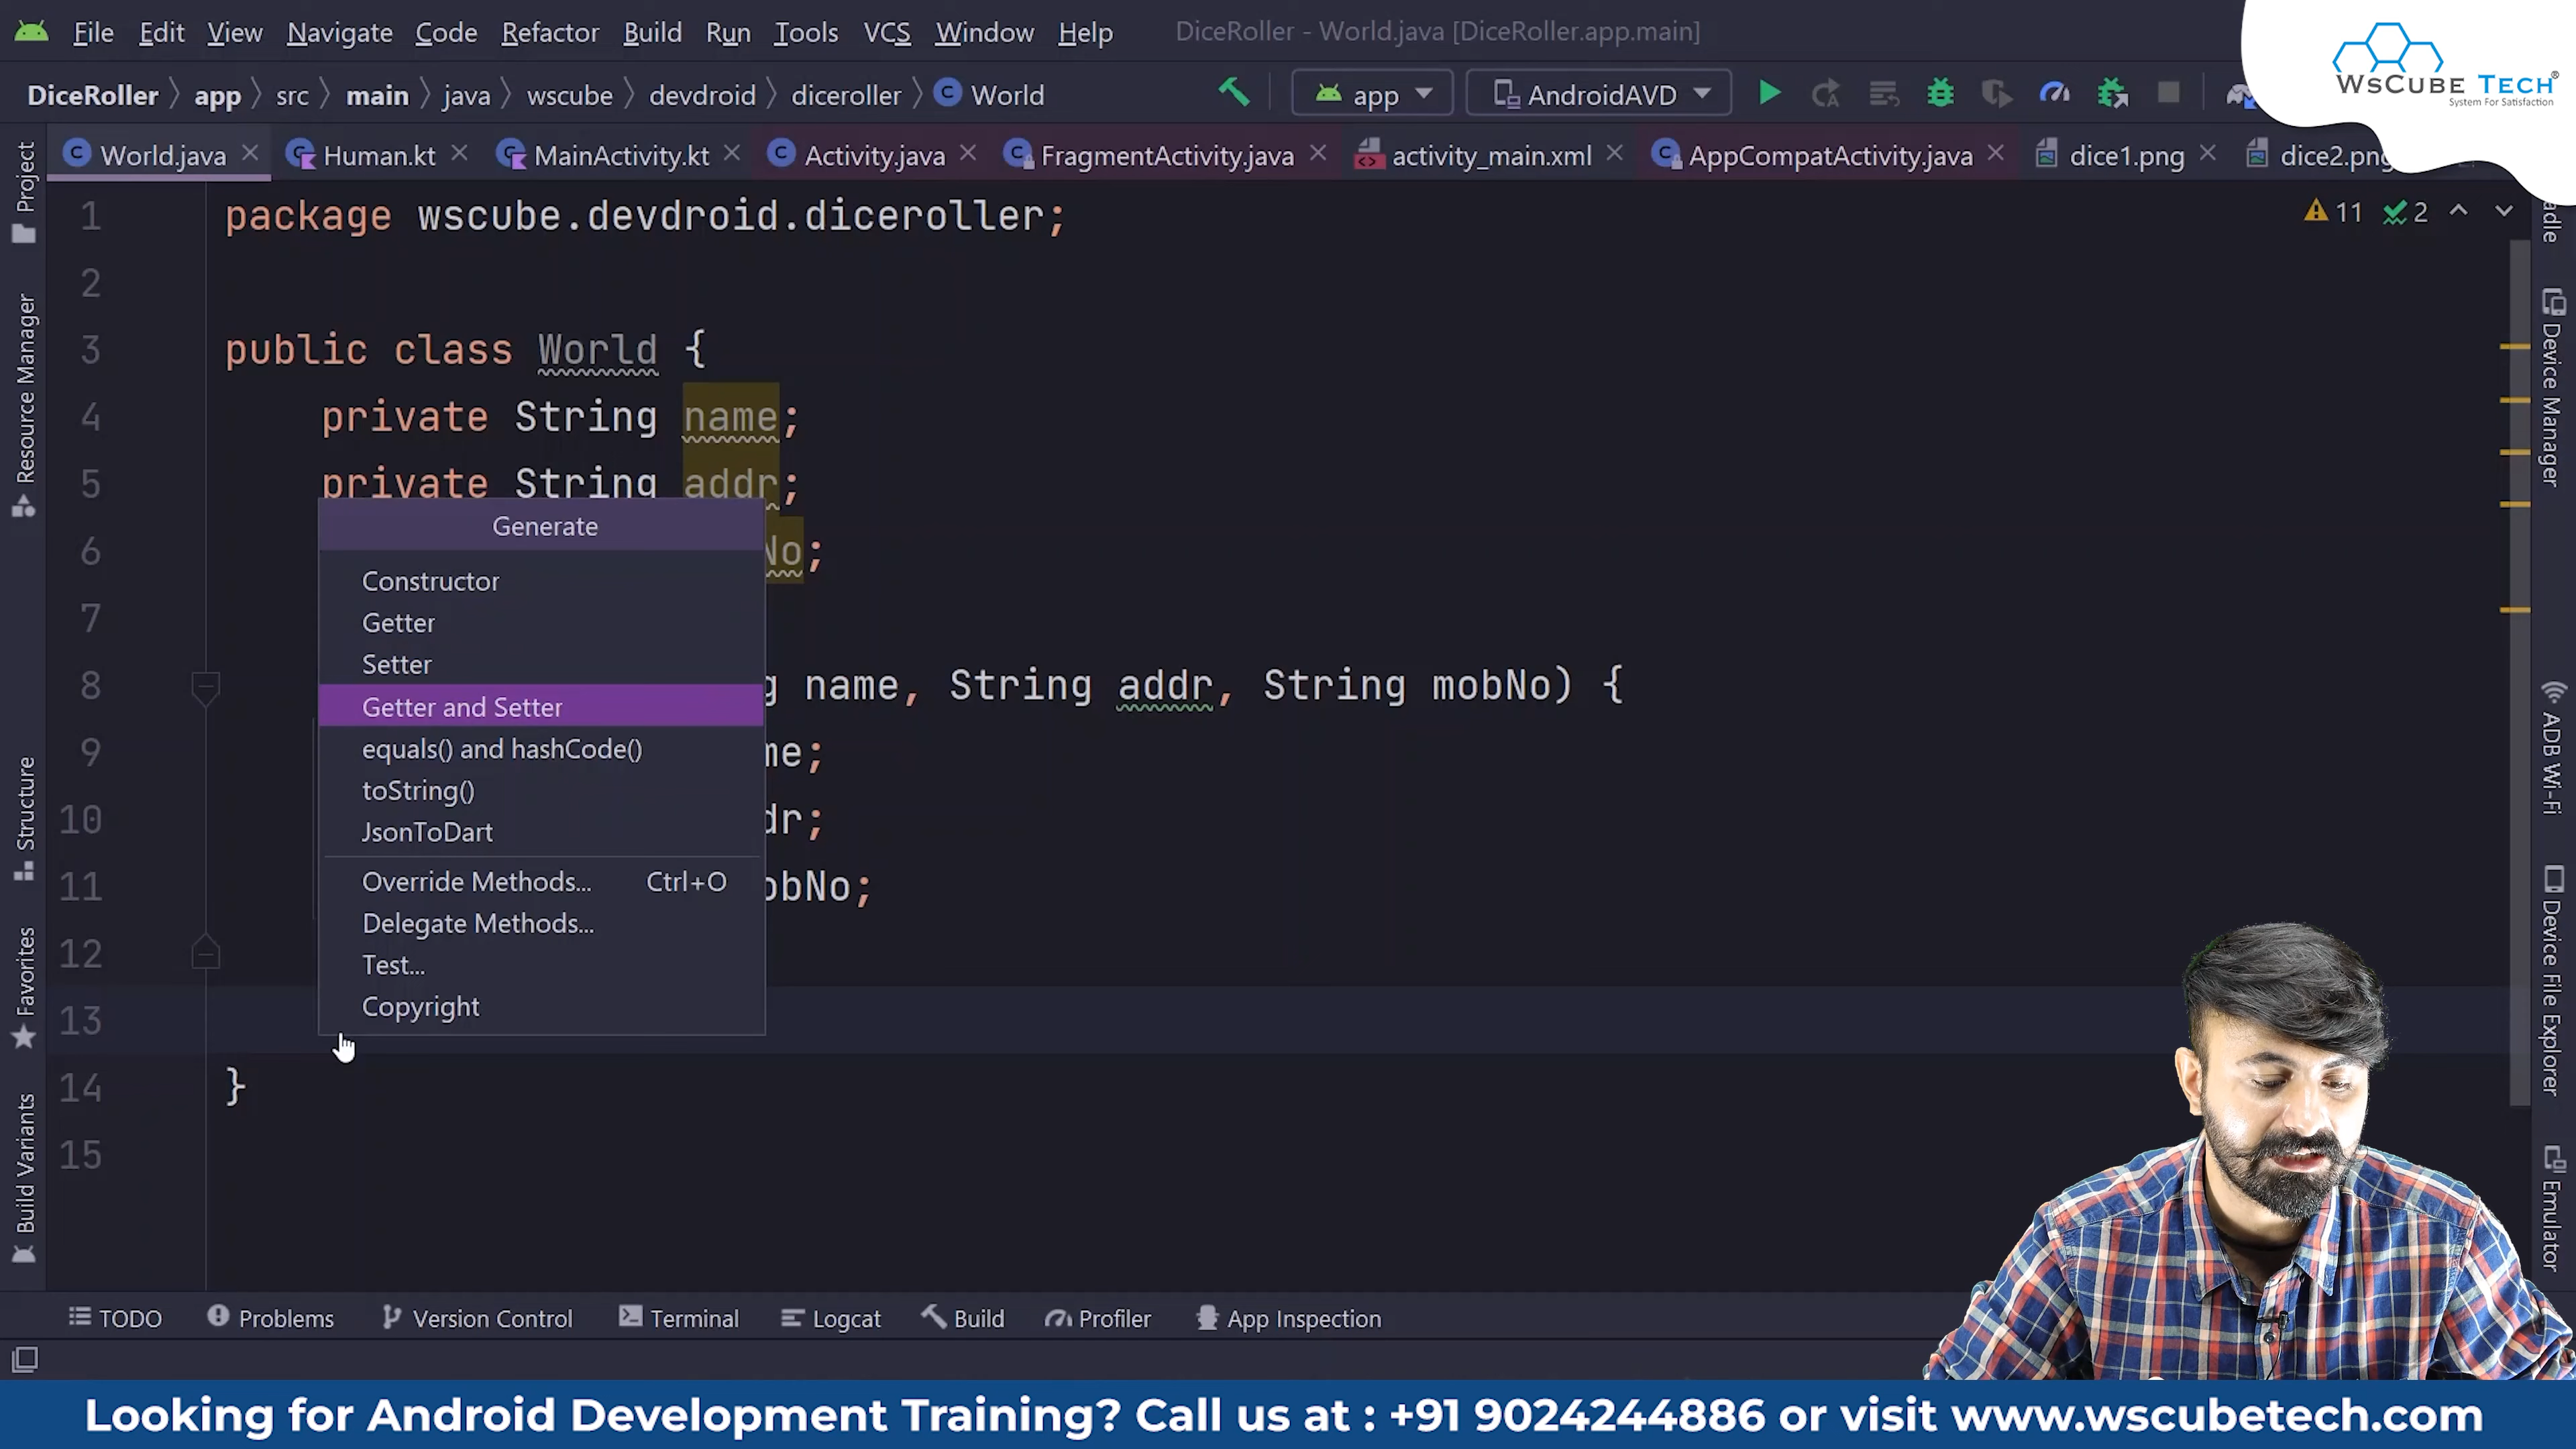 File Edit View Navigate Code Refactor Build Run Tools VCS Window Help DiceRoller - World.java [DiceRoller.app.main]
WsCube Tech®
System For Satisfaction
DiceRoller app src main java wscube devdroid diceroller World app AndroidAVD
World.java Human.kt MainActivity.kt Activity.java FragmentActivity.java activity_main.xml AppCompatActivity.java dice1.png dice2.png
Project
Resource Manager
Structure
Favorites
Build Variants
11 2
1 package wscube.devdroid.diceroller;
2
3 public class World {
4 private String name;
5 private String addr;
6 No;
7
8 name, String addr, String mobNo) {
9 me;
10 dr;
11 obNo;
12
13
14 }
15
Generate
Constructor
Getter
Setter
Getter and Setter
equals() and hashCode()
toString()
JsonToDart
Override Methods... Ctrl+O
Delegate Methods...
Test...
Copyright
Device Manager
ADB Wi-Fi
Device File Explorer
Emulator
TODO Problems Version Control Terminal Logcat Build Profiler App Inspection
Looking for Android Development Training? Call us at : +91 9024244886 or visit www.wscubetech.com